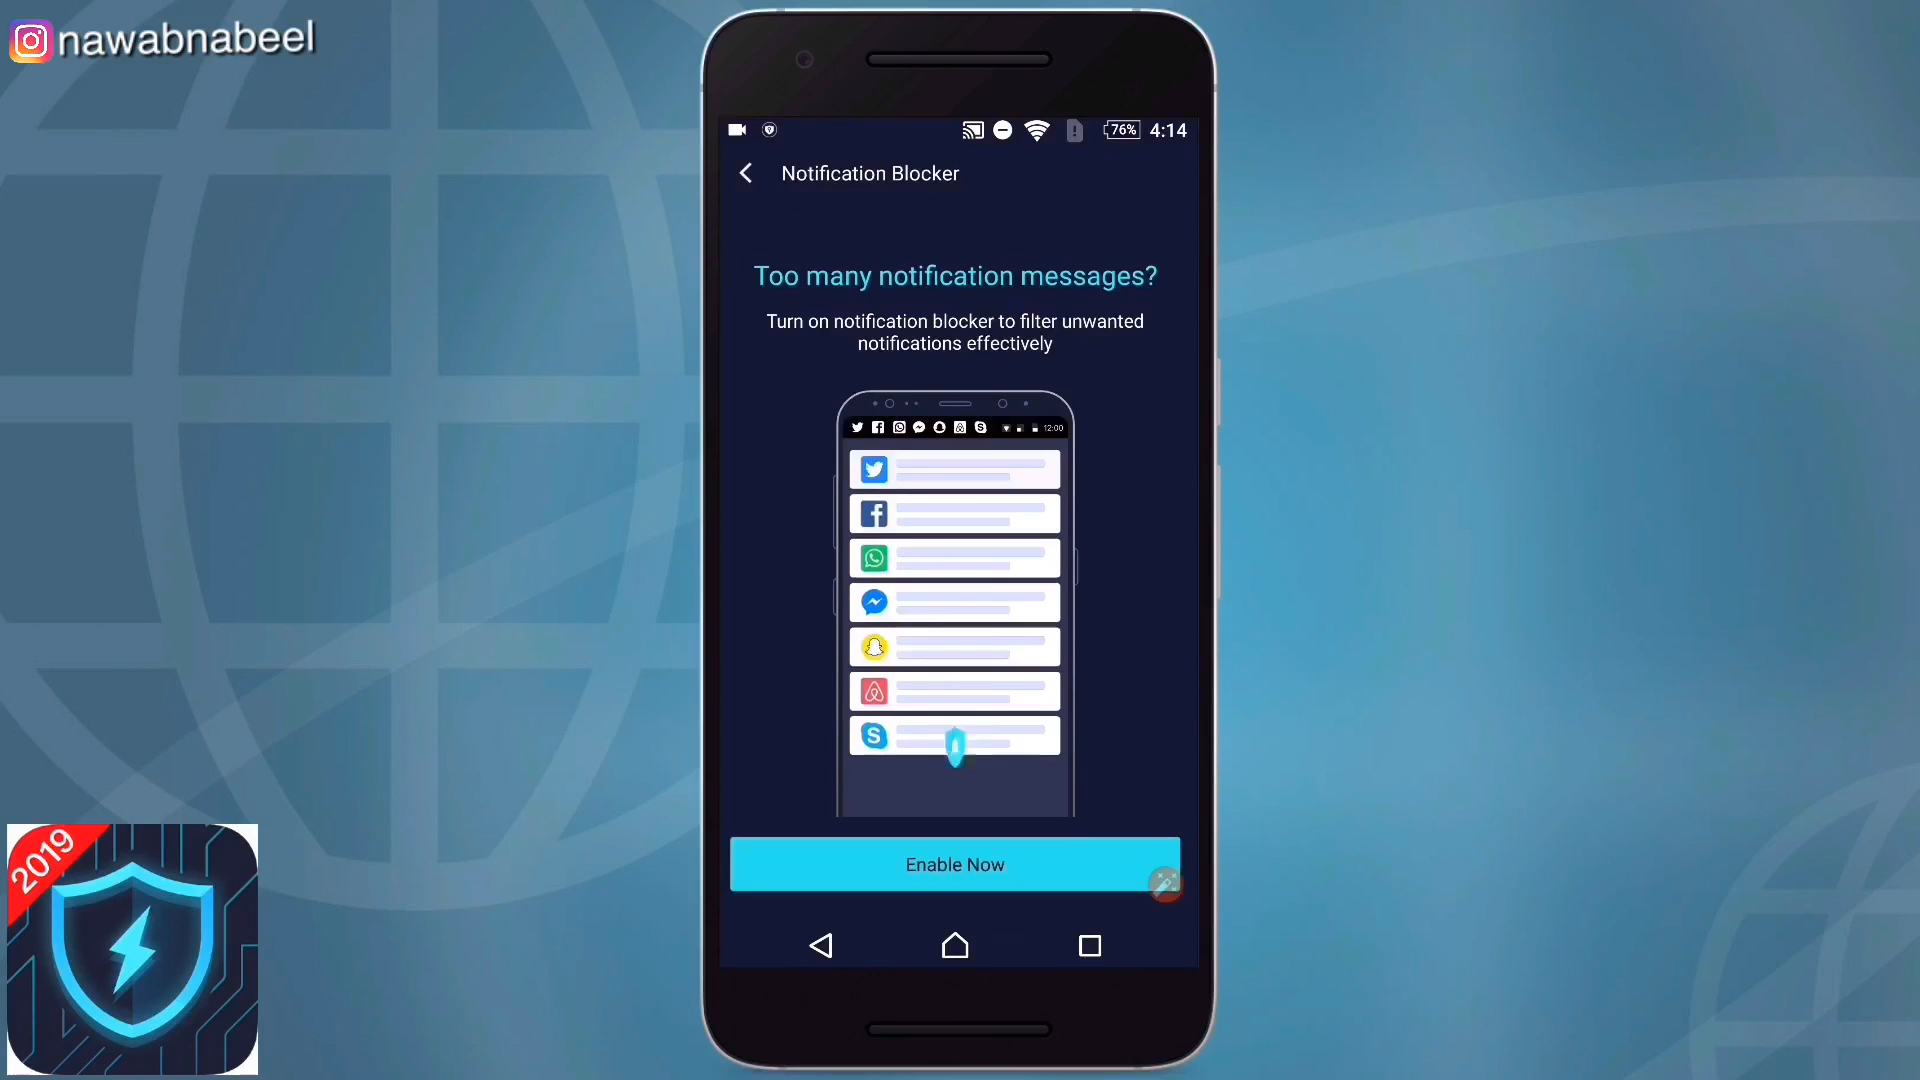 nawabnabeel
76% 4:14
Notification Blocker
Too many notification messages?
Turn on notification blocker to filter unwanted
notifications effectively
12:00
Enable Now
2019